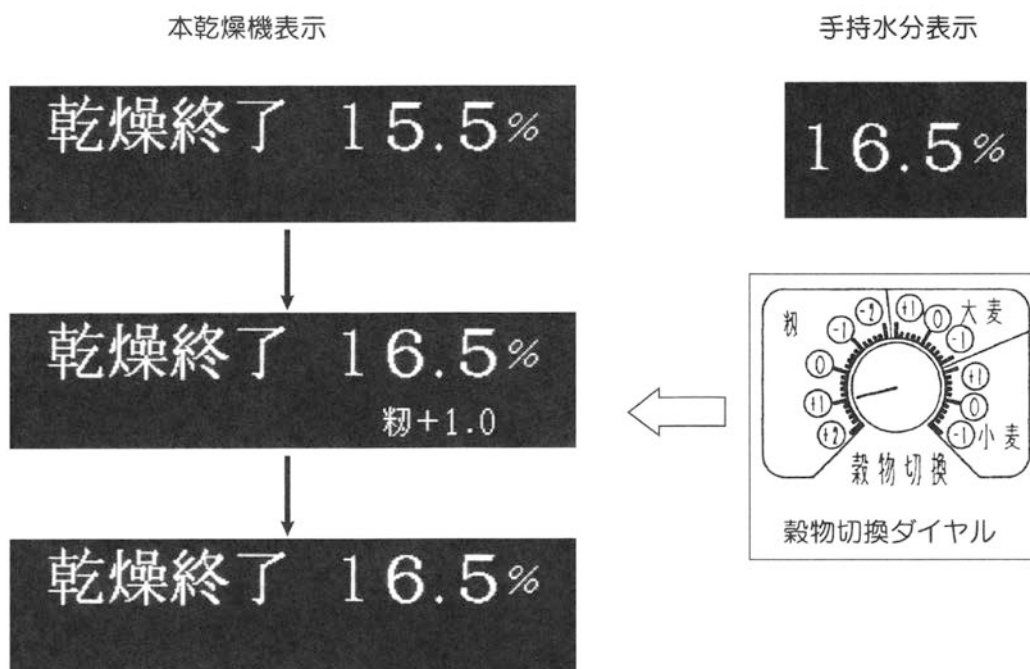 本乾燥機表示
手持水分表示
乾燥終了 15.5%
16.5%
乾燥終了 16.5%
籾+1.0
籾
-1
-2
+1
0
大麦
-1
0
+1
+2
+1
0
-1
小麦
穀物切換
穀物切換ダイヤル
乾燥終了 16.5%